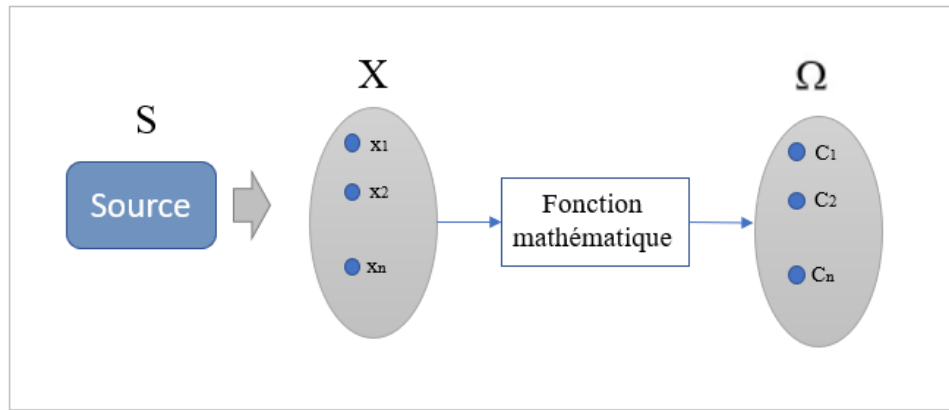 S
Source
X
x1
x2
xn
Fonction
mathématique
Ω
C1
C2
Cn